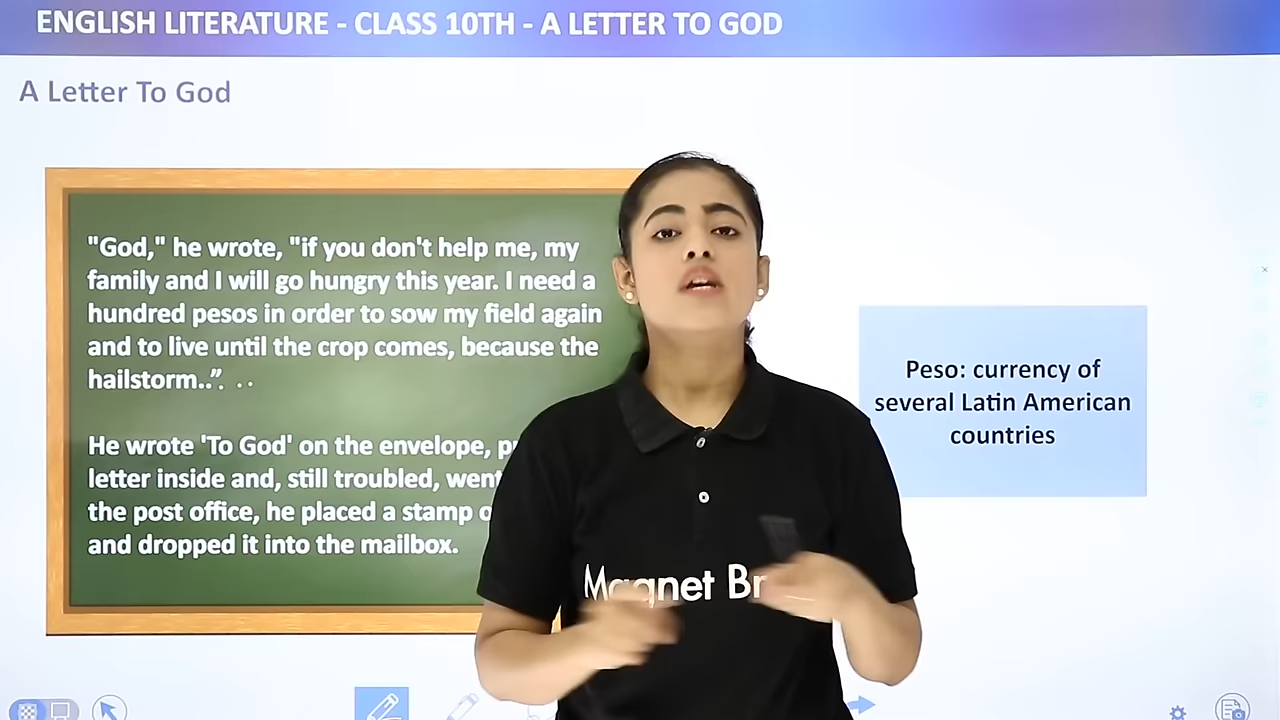 ENGLISH LITERATURE - CLASS 10TH - A LETTER TO GOD
A Letter To God
"God," he wrote, "if you don't help me, my
family and I will go hungry this year. I need a
hundred pesos in order to sow my field again
and to live until the crop comes, because the
hailstorm..”. ..
He wrote 'To God' on the envelope,
letter inside and, still troubled, went
the post office, he placed a stamp
and dropped it into the mailbox.
Peso: currency of
several Latin American
countries
Magnet Br